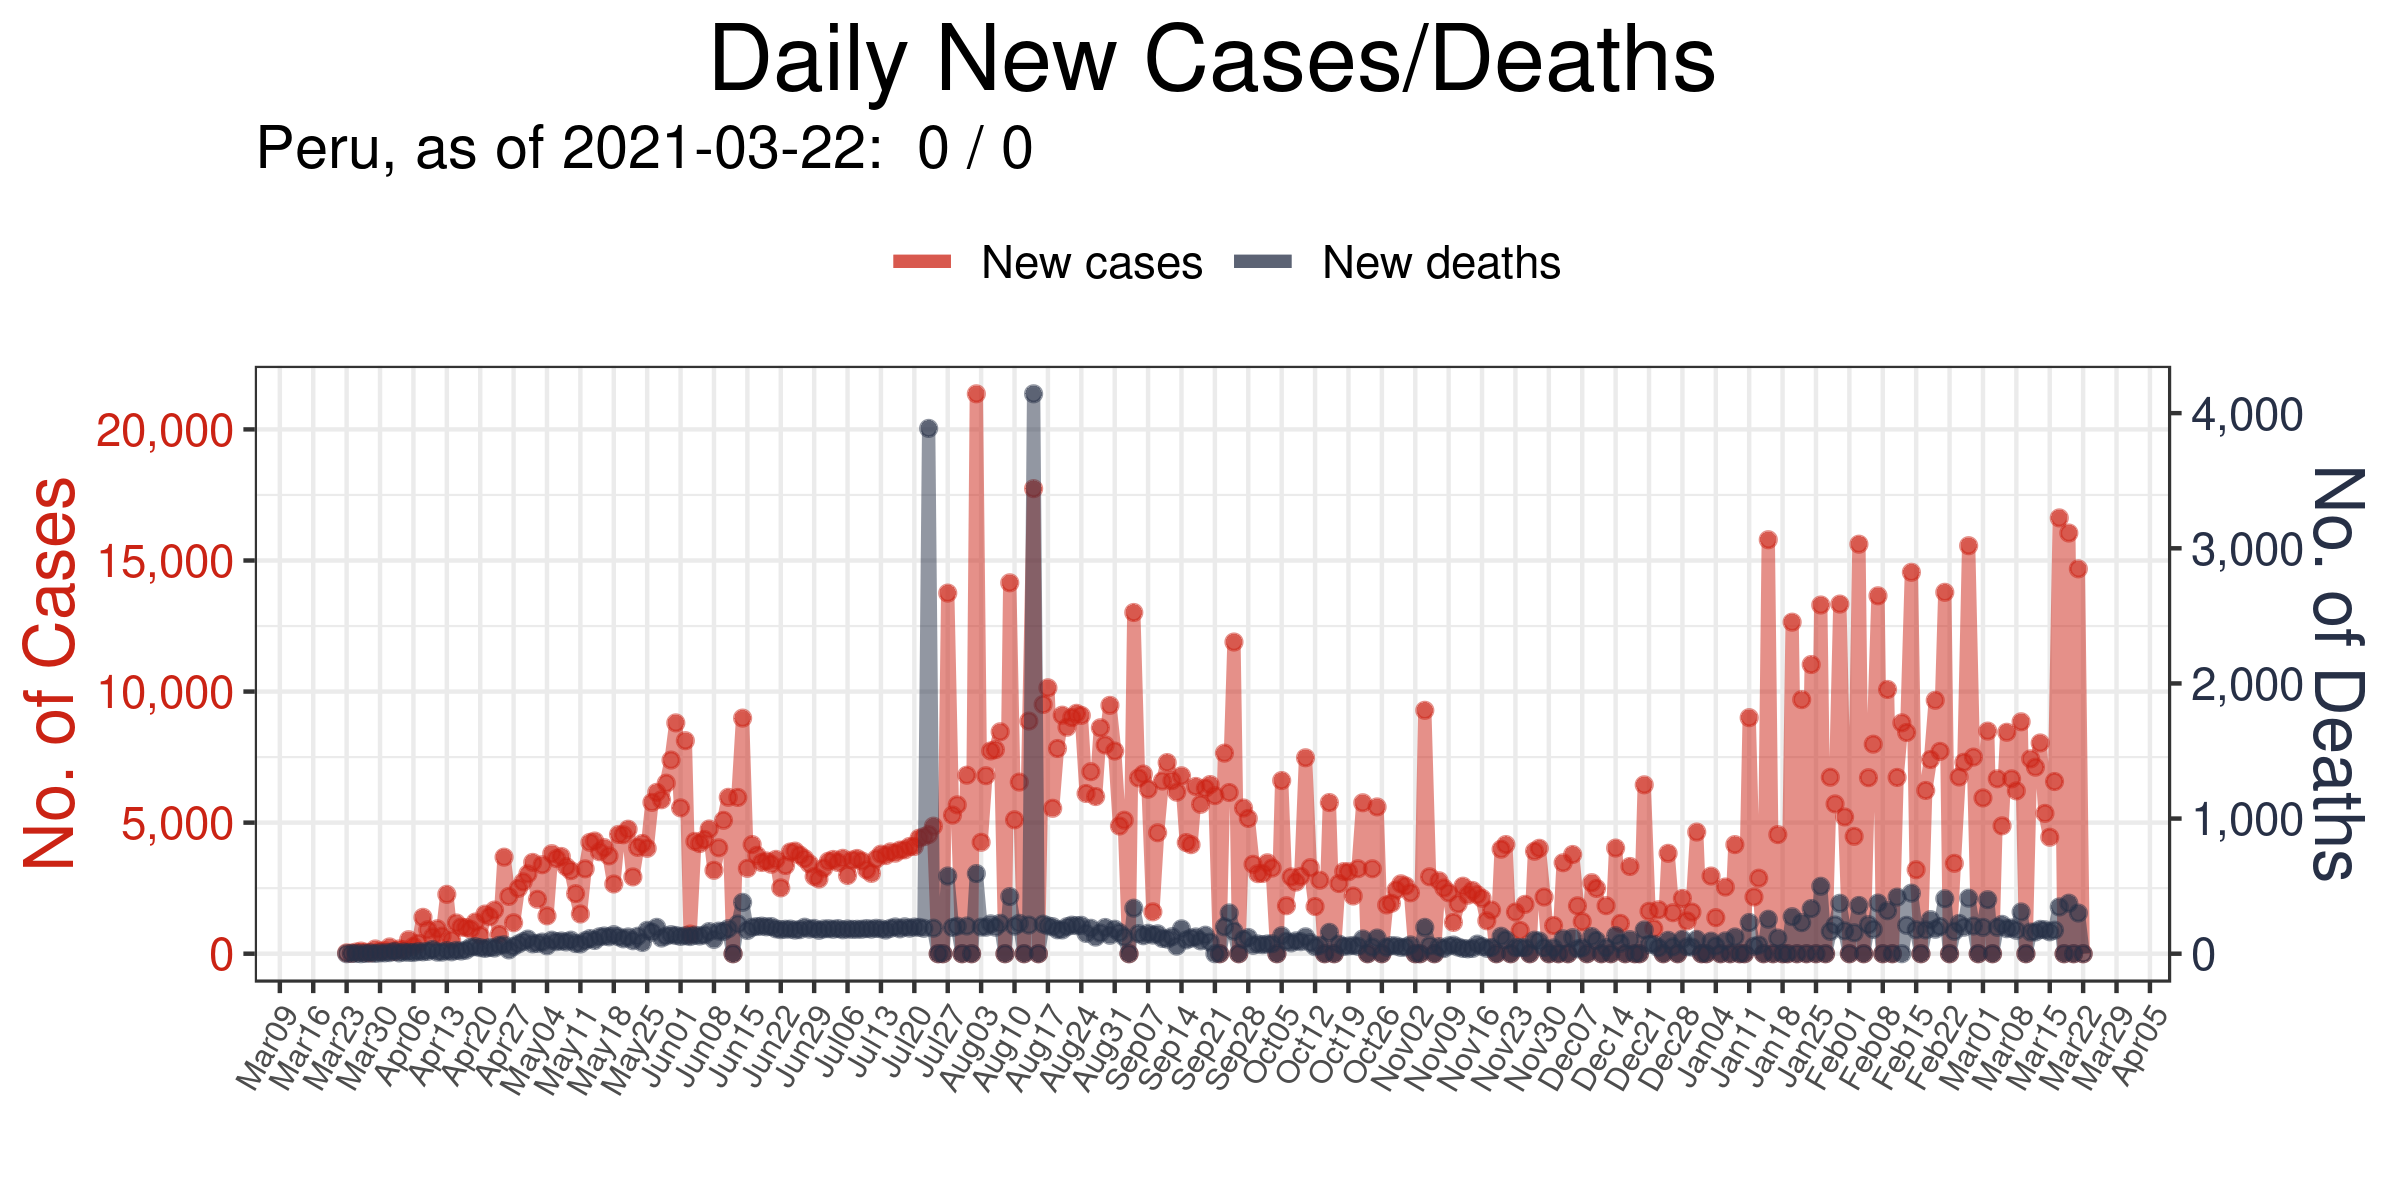 Daily New Cases/Deaths
Peru, as of 2021-03-22:  0 / 0
New cases New deaths
No. of Cases
20,000
15,000
10,000
5,000
0
4,000
3,000
2,000
1,000
0
No. of Deaths
Mar09 Mar16 Mar23 Mar30 Apr06 Apr13 Apr20 Apr27 May04 May11 May18 May25 Jun01 Jun08 Jun15 Jun22 Jun29 Jul06 Jul13 Jul20 Jul27 Aug03 Aug10 Aug17 Aug24 Aug31 Sep07 Sep14 Sep21 Sep28 Oct05 Oct12 Oct19 Oct26 Nov02 Nov09 Nov16 Nov23 Nov30 Dec07 Dec14 Dec21 Dec28 Jan04 Jan11 Jan18 Jan25 Feb01 Feb08 Feb15 Feb22 Mar01 Mar08 Mar15 Mar22 Mar29 Apr05